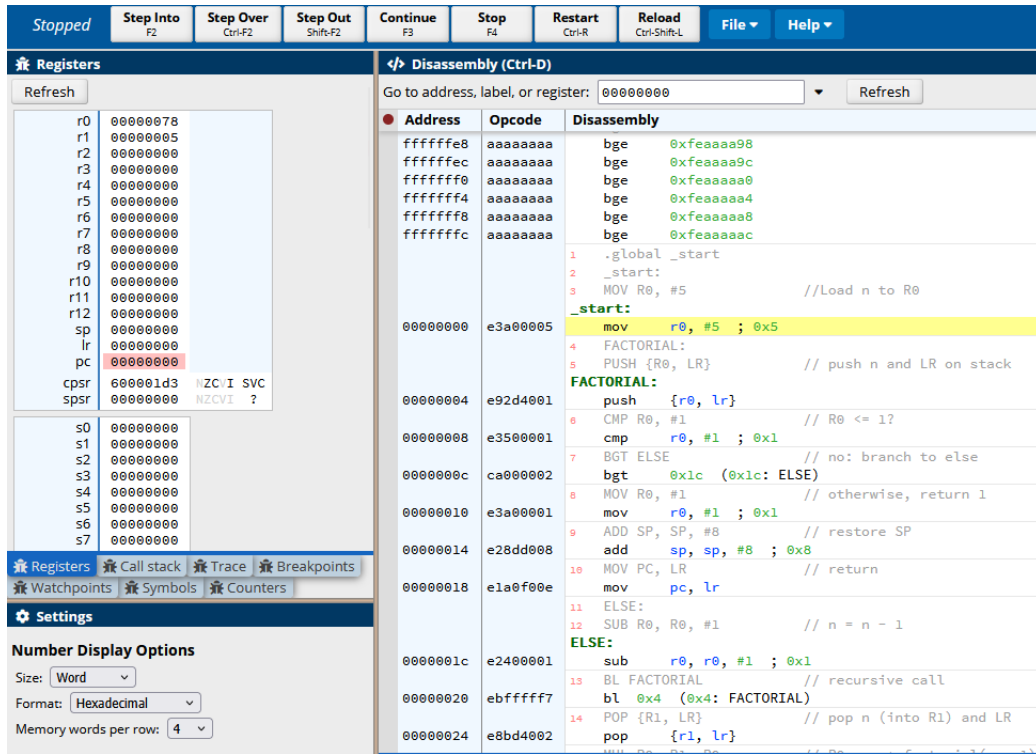 Stopped
Step Into
F2
Step Over
Ctrl-F2
Step Out
Shift-F2
Continue
F3
Stop
F4
Restart
Ctrl-R
Reload
Ctrl-Shift-L
File
Help
Registers
Refresh
r0 00000078
r1 00000005
r2 00000000
r3 00000000
r4 00000000
r5 00000000
r6 00000000
r7 00000000
r8 00000000
r9 00000000
r10 00000000
r11 00000000
r12 00000000
sp 00000000
lr 00000000
pc 00000000
cpsr 600001d3 NZCVI SVC
spsr 00000000 NZCVI ?
s0 00000000
s1 00000000
s2 00000000
s3 00000000
s4 00000000
s5 00000000
s6 00000000
s7 00000000
Registers Call stack Trace Breakpoints
Watchpoints Symbols Counters
Settings
Number Display Options
Size: Word
Format: Hexadecimal
Memory words per row: 4
</> Disassembly (Ctrl-D)
Go to address, label, or register: 00000000 Refresh
Address Opcode Disassembly
ffffffe8 aaaaaaaa bge 0xfeaaaa98
ffffffec aaaaaaaa bge 0xfeaaaa9c
fffffff0 aaaaaaaa bge 0xfeaaaaa0
fffffff4 aaaaaaaa bge 0xfeaaaaa4
fffffff8 aaaaaaaa bge 0xfeaaaaa8
fffffffc aaaaaaaa bge 0xfeaaaaac
1 .global _start
2 _start:
3 MOV R0, #5 //Load n to R0
_start:
00000000 e3a00005 mov r0, #5 ; 0x5
4 FACTORIAL:
5 PUSH {R0, LR} // push n and LR on stack
FACTORIAL:
00000004 e92d4001 push {r0, lr}
6 CMP R0, #1 // R0 <= 1?
00000008 e3500001 cmp r0, #1 ; 0x1
7 BGT ELSE // no: branch to else
0000000c ca000002 bgt 0x1c (0x1c: ELSE)
8 MOV R0, #1 // otherwise, return 1
00000010 e3a00001 mov r0, #1 ; 0x1
9 ADD SP, SP, #8 // restore SP
00000014 e28dd008 add sp, sp, #8 ; 0x8
10 MOV PC, LR // return
00000018 e1a0f00e mov pc, lr
11 ELSE:
12 SUB R0, R0, #1 // n = n - 1
ELSE:
0000001c e2400001 sub r0, r0, #1 ; 0x1
13 BL FACTORIAL // recursive call
00000020 ebfffff7 bl 0x4 (0x4: FACTORIAL)
14 POP {R1, LR} // pop n (into R1) and LR
00000024 e8bd4002 pop {r1, lr}